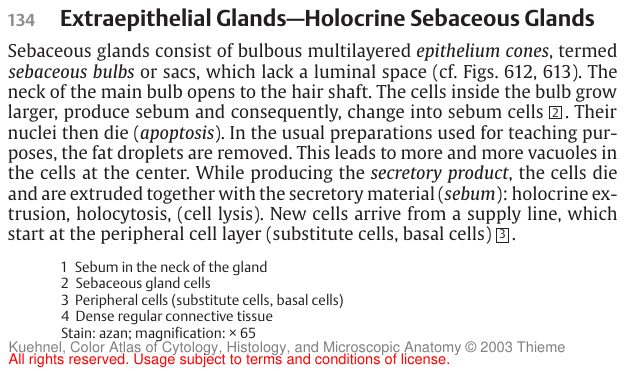 134 Extraepithelial Glands—Holocrine Sebaceous Glands
Sebaceous glands consist of bulbous multilayered epithelium cones, termed
sebaceous bulbs or sacs, which lack a luminal space (cf. Figs. 612, 613). The
neck of the main bulb opens to the hair shaft. The cells inside the bulb grow
larger, produce sebum and consequently, change into sebum cells 2. Their
nuclei then die (apoptosis). In the usual preparations used for teaching pur-
poses, the fat droplets are removed. This leads to more and more vacuoles in
the cells at the center. While producing the secretory product, the cells die
and are extruded together with the secretory material (sebum): holocrine ex-
trusion, holocytosis, (cell lysis). New cells arrive from a supply line, which
start at the peripheral cell layer (substitute cells, basal cells) 3.
1 Sebum in the neck of the gland
2 Sebaceous gland cells
3 Peripheral cells (substitute cells, basal cells)
4 Dense regular connective tissue
Stain: azan; magnification: × 65
Kuehnel, Color Atlas of Cytology, Histology, and Microscopic Anatomy © 2003 Thieme
All rights reserved. Usage subject to terms and conditions of license.